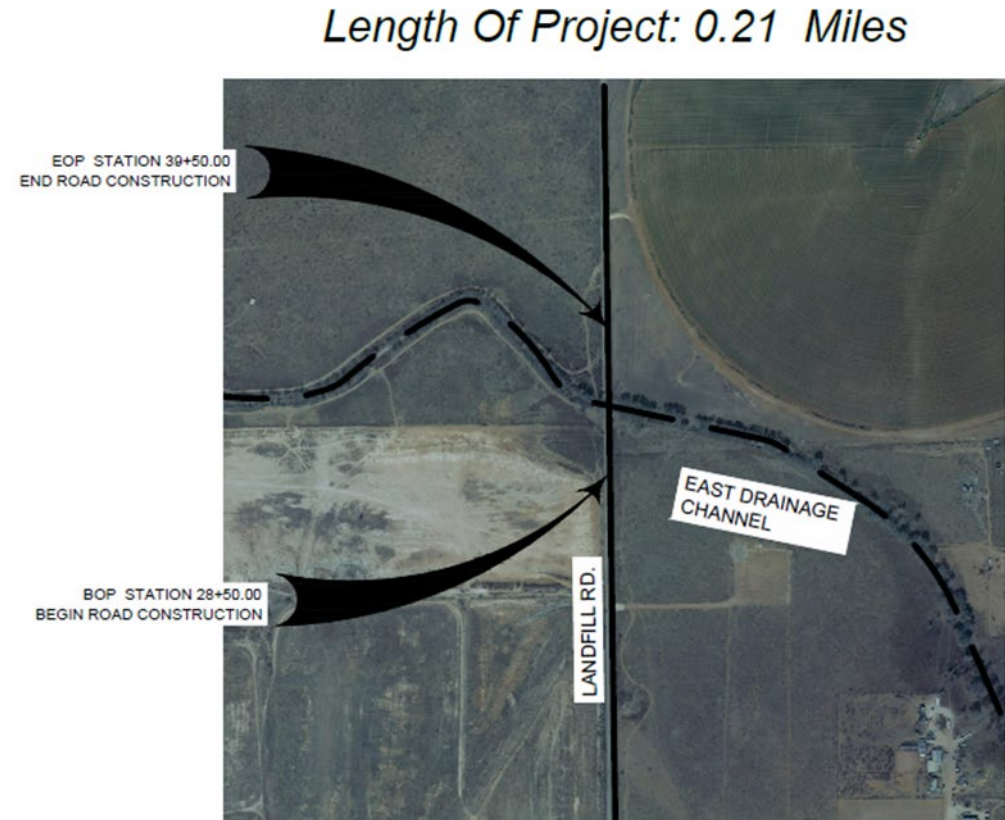 Length Of Project: 0.21 Miles
EOP STATION 39+50.00
END ROAD CONSTRUCTION
EAST DRAINAGE
CHANNEL
BOP STATION 28+50.00
BEGIN ROAD CONSTRUCTION
LANDFILL RD.